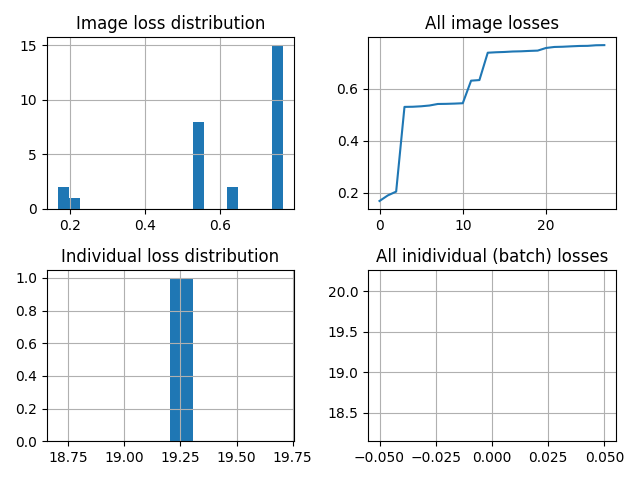 Image loss distribution
15
10
5
0
0.2 0.4 0.6
All image losses
0.6
0.4
0.2
0 10 20
Individual loss distribution
1.0
0.8
0.6
0.4
0.2
0.0
18.75 19.00 19.25 19.50 19.75
All inidividual (batch) losses
20.0
19.5
19.0
18.5
−0.050 −0.025 0.000 0.025 0.050